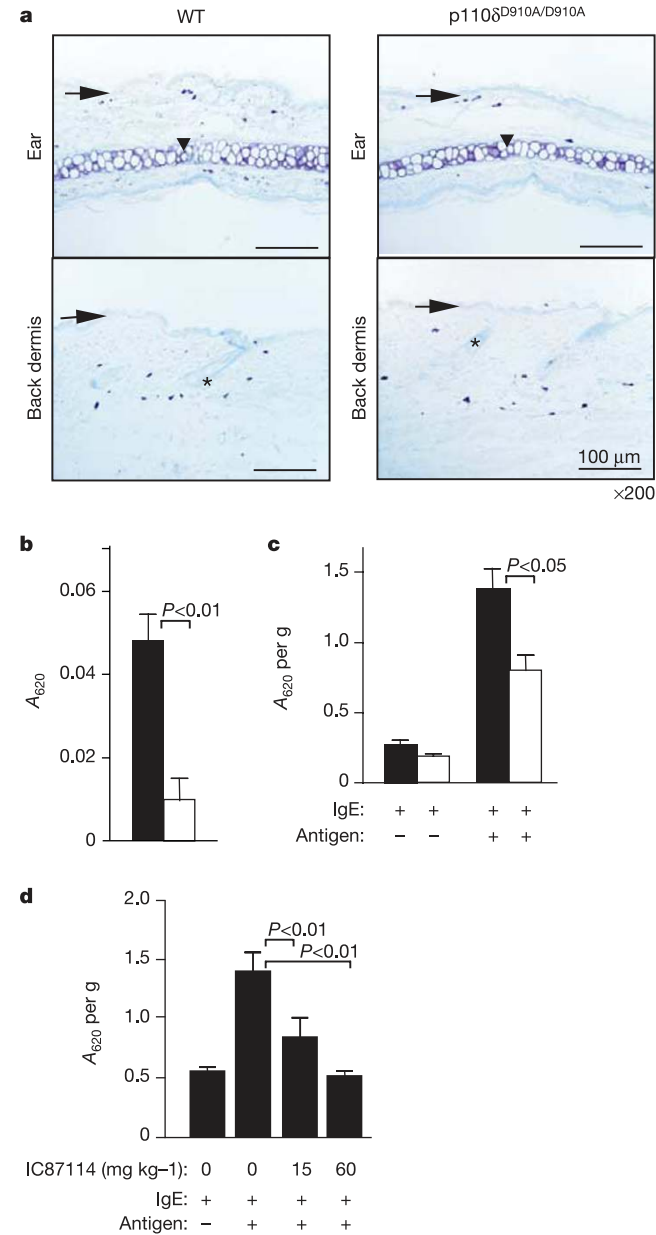 a
WT
p110δD910A/D910A
Ear
Back dermis
Ear
Back dermis
*
*
100 μm
×200
b
0.06
0.04
0.02
0
A620
P<0.01
c
1.5
1.0
0.5
0
A620 per g
P<0.05
IgE: + + + +
Antigen: – – + +
d
2.0
1.5
1.0
0.5
0
A620 per g
P<0.01
P<0.01
IC87114 (mg kg–1): 0 0 15 60
IgE: + + + +
Antigen: – + + +